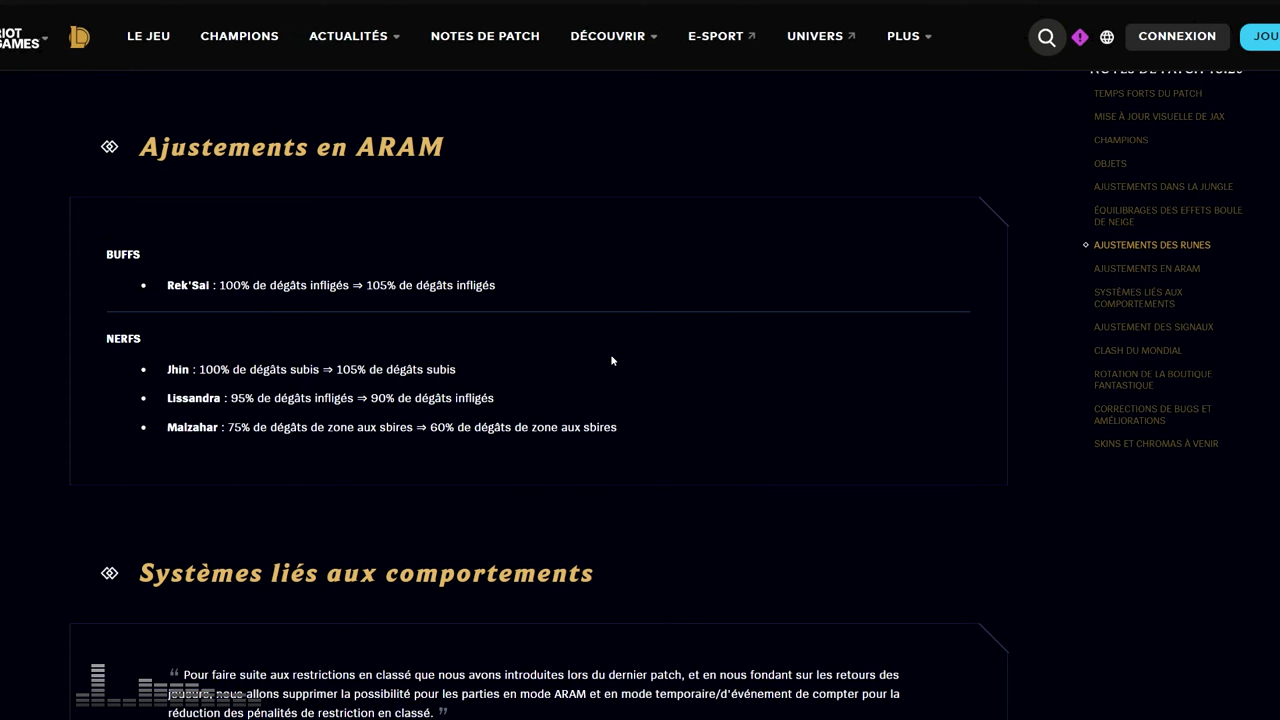 RIOT
GAMES
LE JEU
CHAMPIONS
ACTUALITÉS
NOTES DE PATCH
DÉCOUVRIR
E-SPORT
UNIVERS
PLUS
CONNEXION
JOU
Ajustements en ARAM
BUFFS
• Rek'Sai : 100% de dégâts infligés ⇒ 105% de dégâts infligés
NERFS
• Jhin : 100% de dégâts subis ⇒ 105% de dégâts subis
• Lissandra : 95% de dégâts infligés ⇒ 90% de dégâts infligés
• Malzahar : 75% de dégâts de zone aux sbires ⇒ 60% de dégâts de zone aux sbires
Systèmes liés aux comportements
“ Pour faire suite aux restrictions en classé que nous avons introduites lors du dernier patch, et en nous fondant sur les retours des
joueurs, nous allons supprimer la possibilité pour les parties en mode ARAM et en mode temporaire/d'événement de compter pour la
réduction des pénalités de restriction en classé. ”
NOTES DE PATCH
TEMPS FORTS DU PATCH
MISE À JOUR VISUELLE DE JAX
CHAMPIONS
OBJETS
AJUSTEMENTS DANS LA JUNGLE
ÉQUILIBRAGES DES EFFETS BOULE
DE NEIGE
AJUSTEMENTS DES RUNES
AJUSTEMENTS EN ARAM
SYSTÈMES LIÉS AUX
COMPORTEMENTS
AJUSTEMENT DES SIGNAUX
CLASH DU MONDIAL
ROTATION DE LA BOUTIQUE
FANTASTIQUE
CORRECTIONS DE BUGS ET
AMÉLIORATIONS
SKINS ET CHROMAS À VENIR